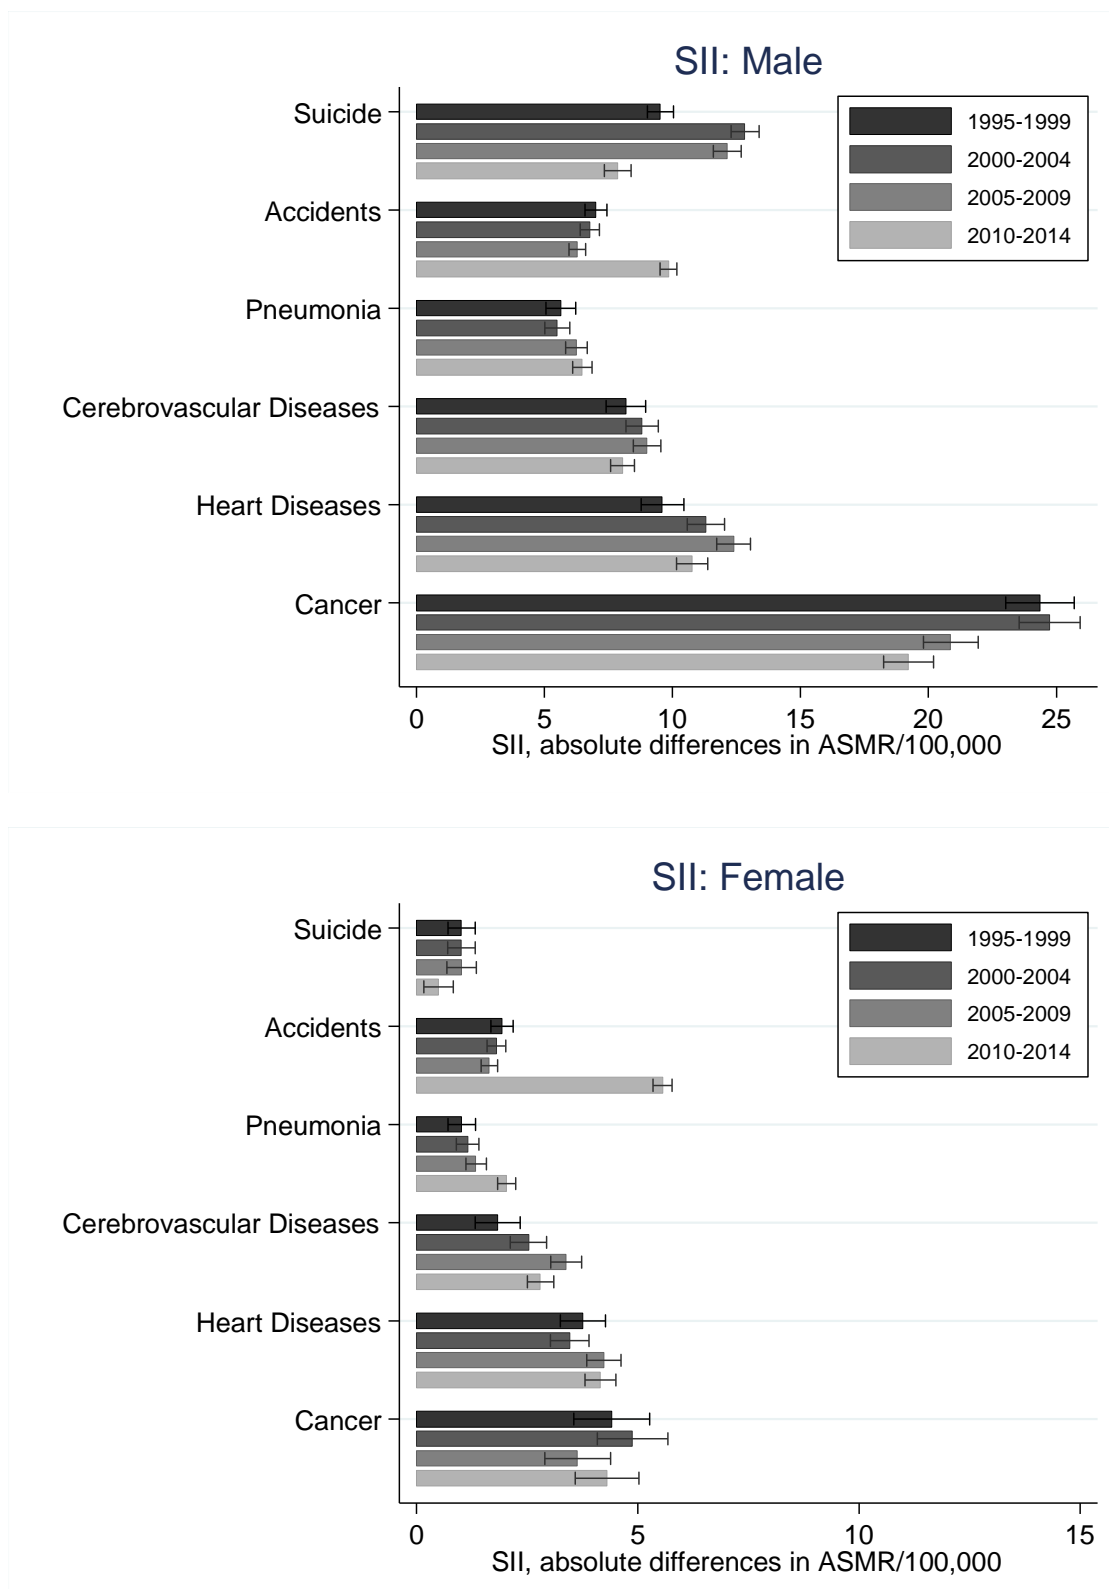 SII: Male
Suicide
Accidents
Pneumonia
Cerebrovascular Diseases
Heart Diseases
Cancer
1995-1999
2000-2004
2005-2009
2010-2014
0 5 10 15 20 25
SII, absolute differences in ASMR/100,000
SII: Female
Suicide
Accidents
Pneumonia
Cerebrovascular Diseases
Heart Diseases
Cancer
1995-1999
2000-2004
2005-2009
2010-2014
0 5 10 15
SII, absolute differences in ASMR/100,000